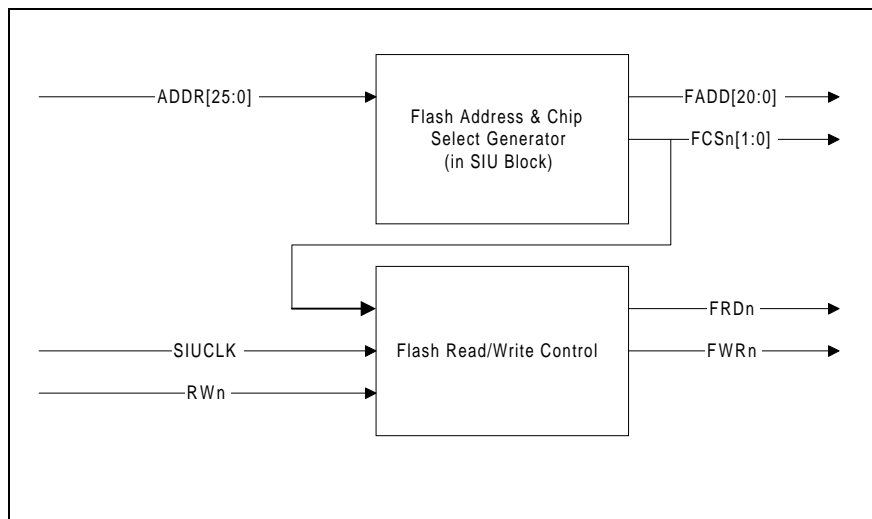 ADDR[25:0]
Flash Address & Chip
Select Generator
(in SIU Block)
FADD[20:0]
FCSn[1:0]
SIUCLK
RWn
Flash Read/Write Control
FRDn
FWRn